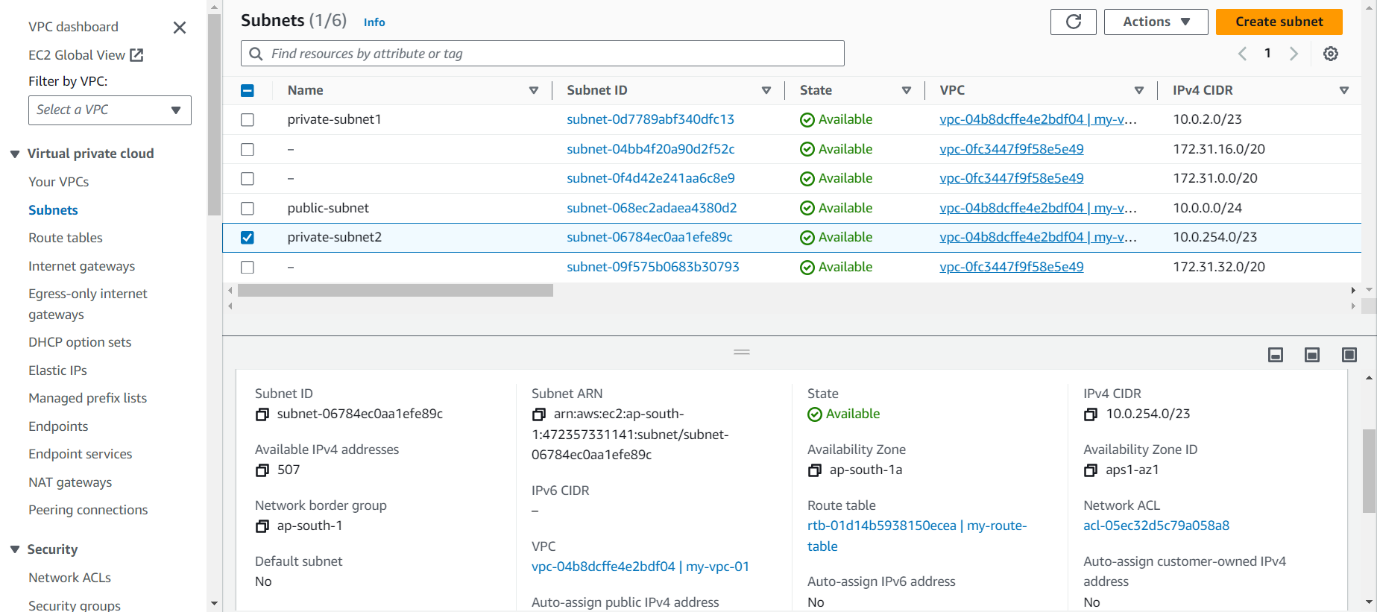 VPC dashboard
EC2 Global View
Filter by VPC:
Select a VPC
Virtual private cloud
Your VPCs
Subnets
Route tables
Internet gateways
Egress-only internet
gateways
DHCP option sets
Elastic IPs
Managed prefix lists
Endpoints
Endpoint services
NAT gateways
Peering connections
Security
Network ACLs
Security groups
Subnets (1/6) Info
Actions
Create subnet
Find resources by attribute or tag
1
Name Subnet ID State VPC IPv4 CIDR
private-subnet1 subnet-0d7789abf340dfc13 Available vpc-04b8dcffe4e2bdf04 | my-v... 10.0.2.0/23
– subnet-04bb4f20a90d2f52c Available vpc-0fc3447f9f58e5e49 172.31.16.0/20
– subnet-0f4d42e241aa6c8e9 Available vpc-0fc3447f9f58e5e49 172.31.0.0/20
public-subnet subnet-068ec2adaea4380d2 Available vpc-04b8dcffe4e2bdf04 | my-v... 10.0.0.0/24
private-subnet2 subnet-06784ec0aa1efe89c Available vpc-04b8dcffe4e2bdf04 | my-v... 10.0.254.0/23
– subnet-09f575b0683b30793 Available vpc-0fc3447f9f58e5e49 172.31.32.0/20
Subnet ID
subnet-06784ec0aa1efe89c
Available IPv4 addresses
507
Network border group
ap-south-1
Default subnet
No
Subnet ARN
arn:aws:ec2:ap-south-
1:472357331141:subnet/subnet-
06784ec0aa1efe89c
IPv6 CIDR
–
VPC
vpc-04b8dcffe4e2bdf04 | my-vpc-01
Auto-assign public IPv4 address
State
Available
Availability Zone
ap-south-1a
Route table
rtb-01d14b5938150ecea | my-route-
table
Auto-assign IPv6 address
No
IPv4 CIDR
10.0.254.0/23
Availability Zone ID
aps1-az1
Network ACL
acl-05ec32d5c79a058a8
Auto-assign customer-owned IPv4
address
No